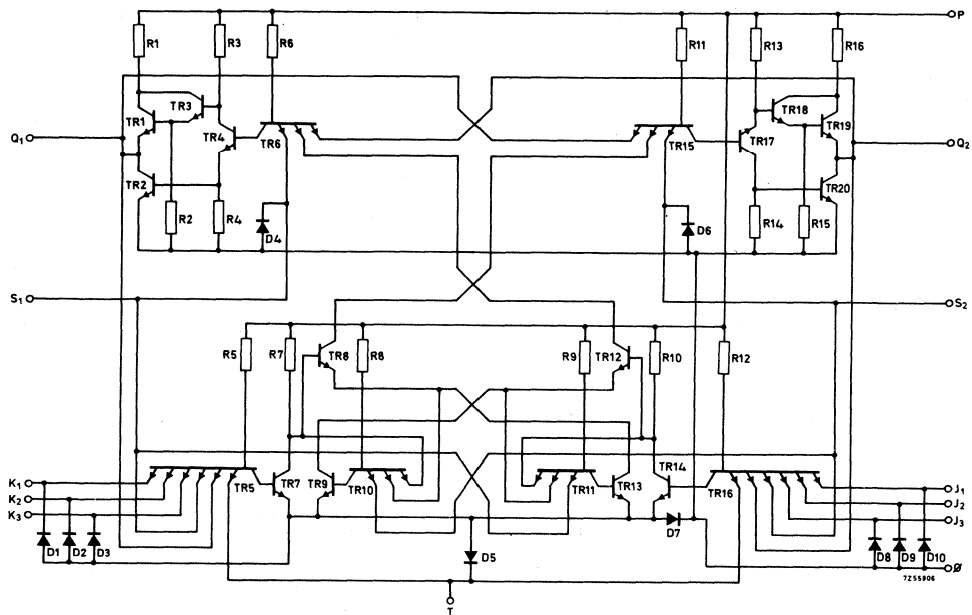 P
R1 R3 R6 R11 R13 R16
TR3 TR18
TR1 TR4 TR6 TR15 TR17 TR19
Q1 Q2
TR2 TR20
R2 R4 D4 D6 R14 R15
S1 S2
R5 R7 TR8 R8 R9 TR12 R10 R12
TR14
K1 TR5 TR7 TR9 TR10 TR11 TR13 TR16 J1
K2 J2
K3 J3
D7
D1 D2 D3 D5 D8 D9 D10 Ø
7Z55906
T